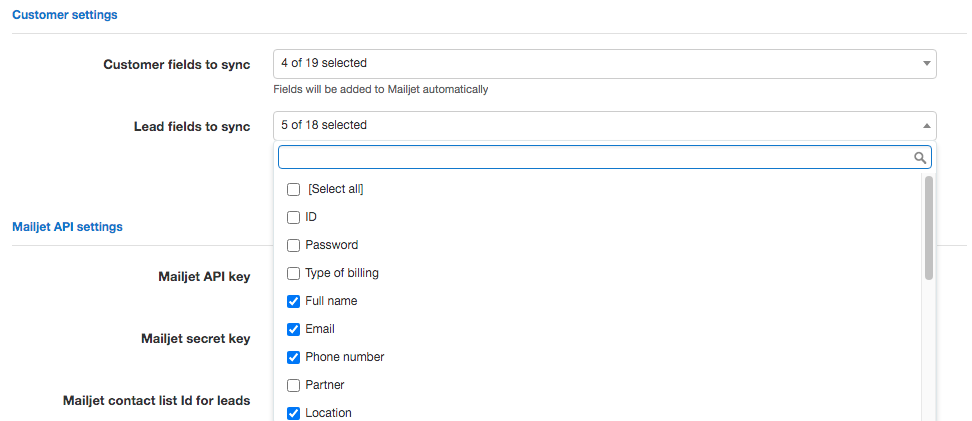 Customer settings
Customer fields to sync
4 of 19 selected
Fields will be added to Mailjet automatically
Lead fields to sync
5 of 18 selected
[Select all]
ID
Password
Type of billing
Full name
Email
Phone number
Partner
Location
Mailjet API settings
Mailjet API key
Mailjet secret key
Mailjet contact list Id for leads